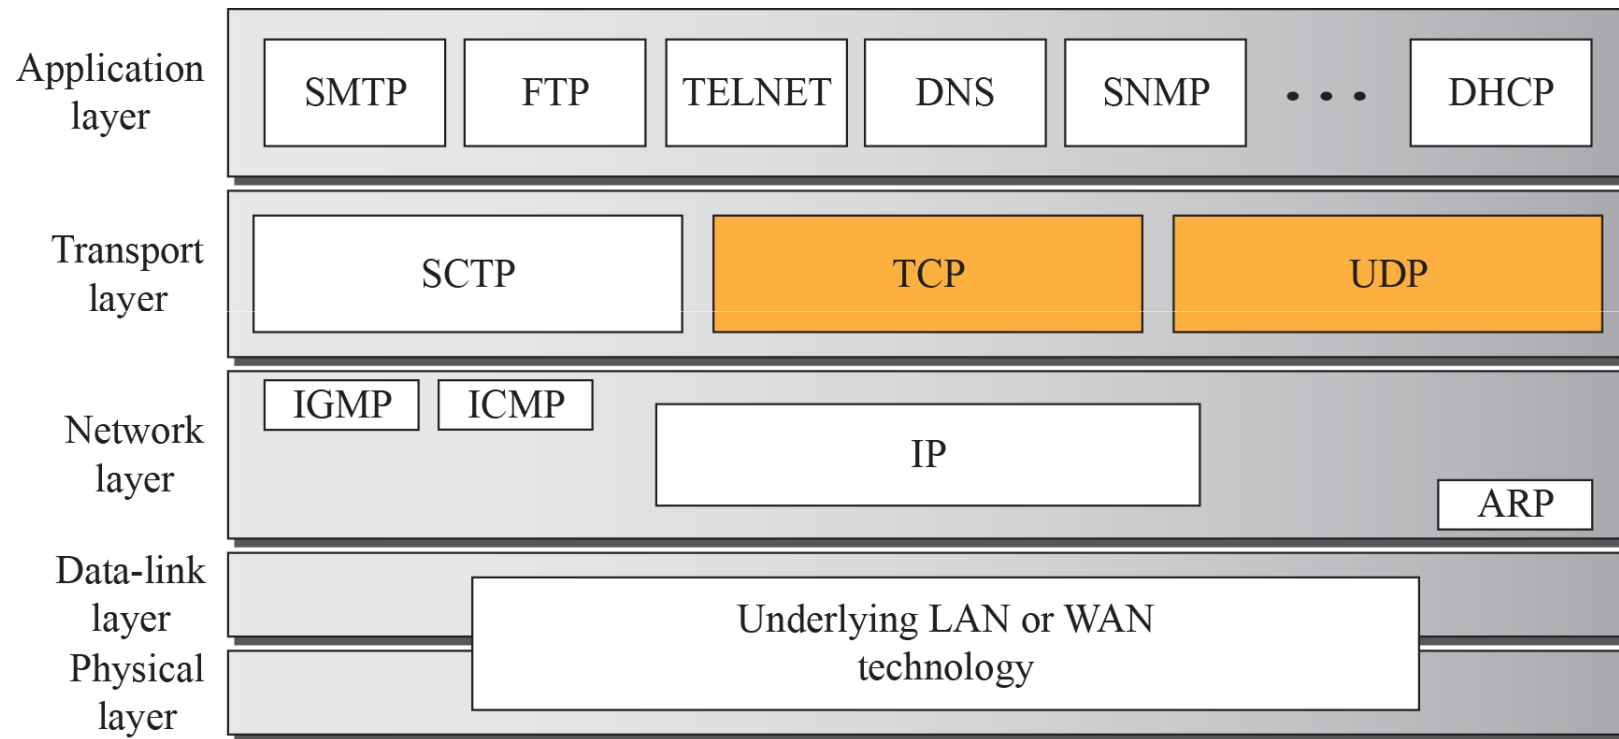 Application
layer
SMTP
FTP
TELNET
DNS
SNMP
• • •
DHCP
Transport
layer
SCTP
TCP
UDP
Network
layer
IGMP
ICMP
IP
ARP
Data-link
layer
Underlying LAN or WAN
technology
Physical
layer